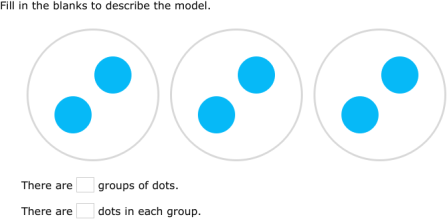 Fill in the blanks to describe the model.
There are groups of dots.
There are dots in each group.